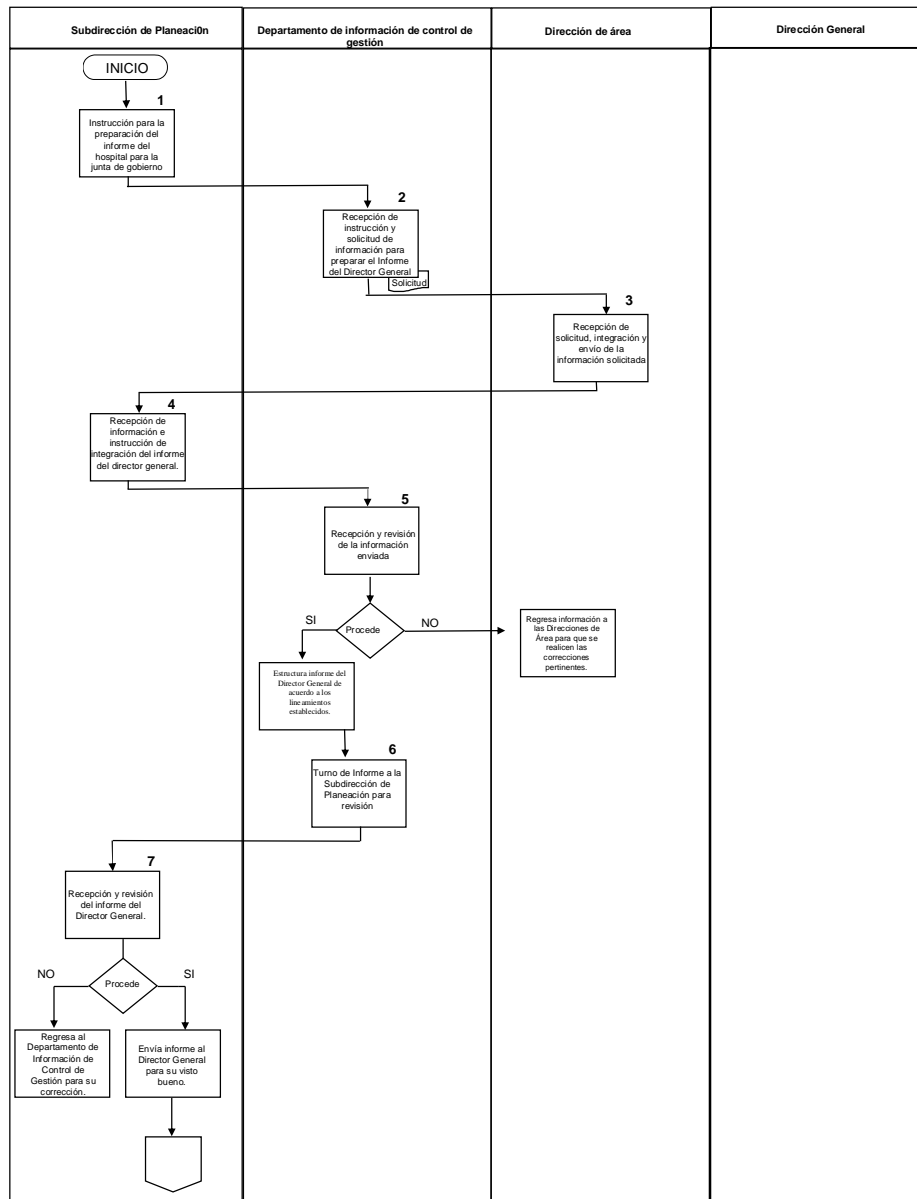 Subdirección de Planeaci0n
Departamento de información de control de
gestión
Dirección de área
Dirección General
INICIO
1
Instrucción para la
preparación del
informe del
hospital para la
junta de gobierno
2
Recepción de
instrucción y
solicitud de
información para
preparar el Informe
del Director General
Solicitud
3
Recepción de
solicitud, integración y
envío de la
información solicitada
4
Recepción de
información e
instrucción de
integración del informe
del director general.
5
Recepción y revisión
de la información
enviada
SI
Procede
NO
Regresa información a
las Direcciones de
Área para que se
realicen las
correcciones
pertinentes.
Estructura informe del
Director General de
acuerdo a los
lineamientos
establecidos.
6
Turno de Informe a la
Subdirección de
Planeación para
revisión
7
Recepción y revisión
del informe del
Director General.
NO
Procede
SI
Regresa al
Departamento de
Información de
Control de
Gestión para su
corrección.
Envía informe al
Director General
para su visto
bueno.